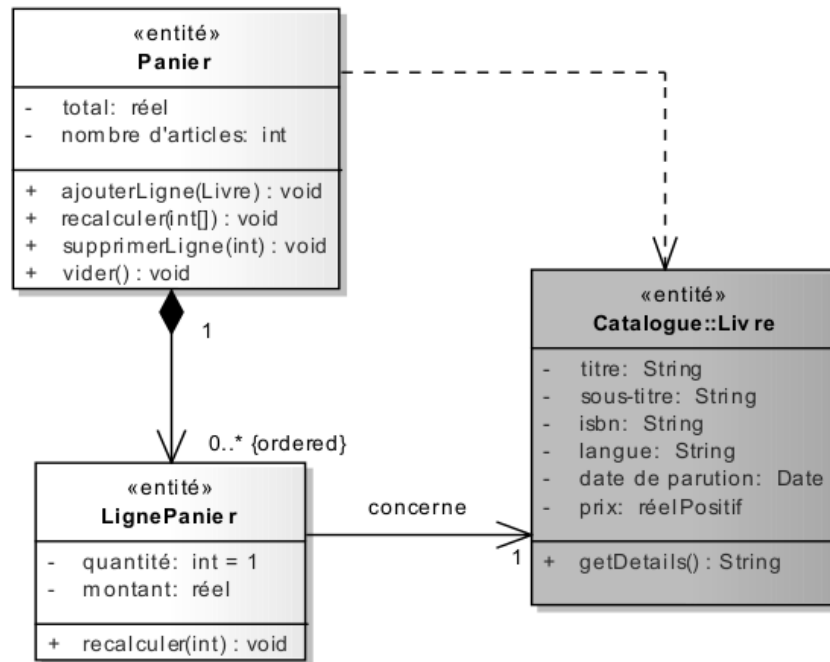 «entité»
Panier
- total: réel
- nombre d'articles: int
+ ajouterLigne(Livre) : void
+ recalculer(int[]) : void
+ supprimerLigne(int) : void
+ vider() : void
1
0..* {ordered}
«entité»
LignePanier
- quantité: int = 1
- montant: réel
+ recalculer(int) : void
concerne
1
«entité»
Catalogue::Livre
- titre: String
- sous-titre: String
- isbn: String
- langue: String
- date de parution: Date
- prix: réelPositif
+ getDetails() : String